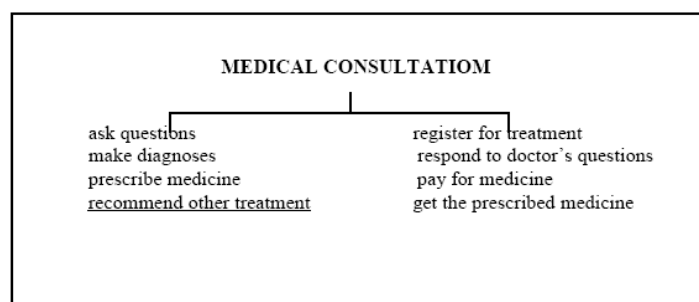 MEDICAL CONSULTATIOM
ask questions
make diagnoses
prescribe medicine
recommend other treatment
register for treatment
respond to doctor's questions
pay for medicine
get the prescribed medicine